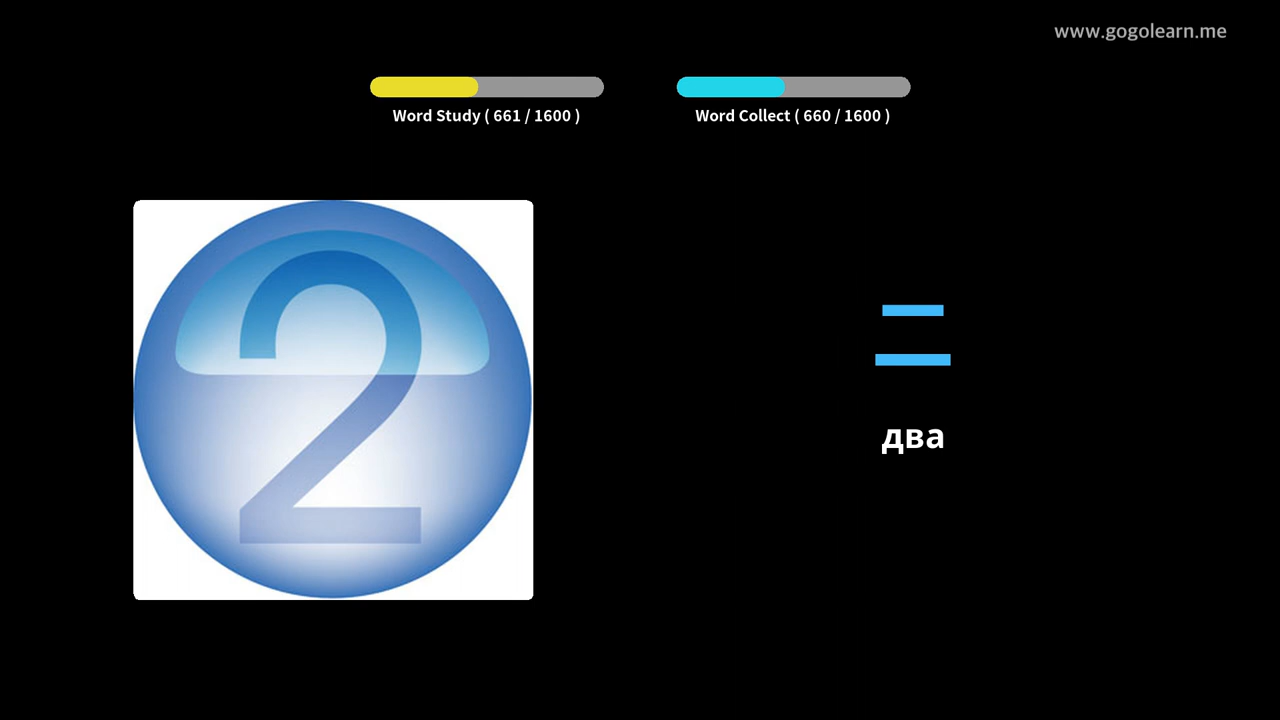 www.gogolearn.me
Word Study ( 661 / 1600 )
Word Collect ( 660 / 1600 )
2
二
два